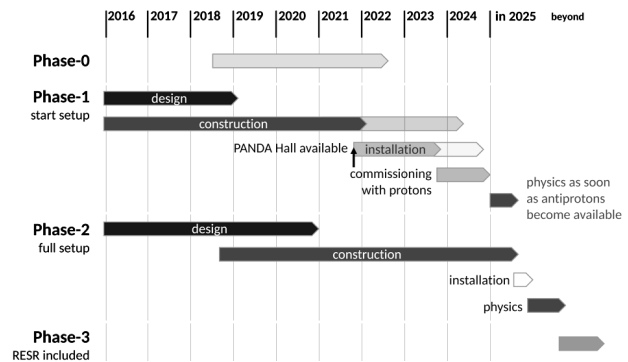 2016 2017 2018 2019 2020 2021 2022 2023 2024 in 2025 beyond
Phase-0
Phase-1
design
start setup
construction
PANDA Hall available installation
commissioning
with protons
physics as soon
as antiprotons
become available
Phase-2
design
full setup
construction
installation
physics
Phase-3
RESR included